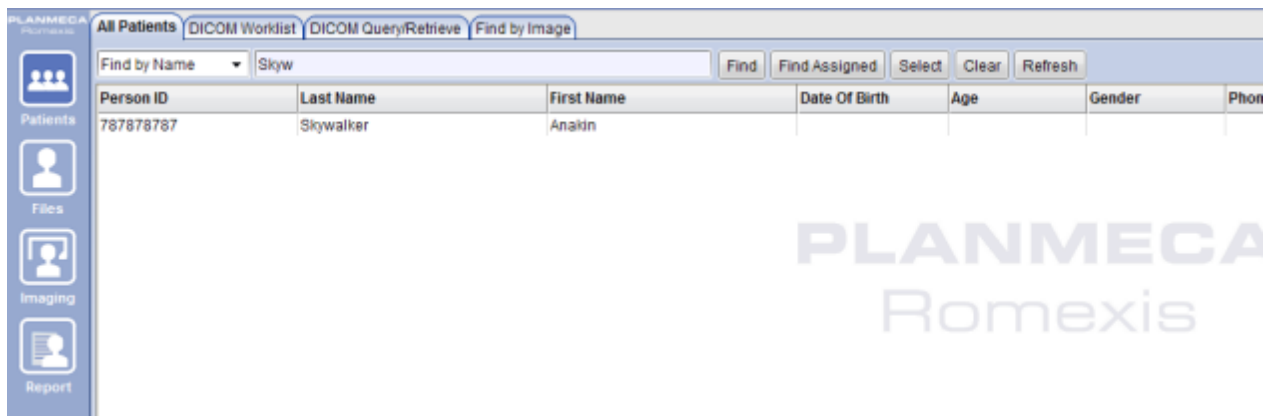 PLANMECA
Romexis
All Patients DICOM Worklist DICOM Query/Retrieve Find by Image
Find by Name Skyw Find Find Assigned Select Clear Refresh
Person ID Last Name First Name Date Of Birth Age Gender Phon
787878787 Skywalker Anakin
Patients
Files
Imaging
Report
PLANMECA
Romexis